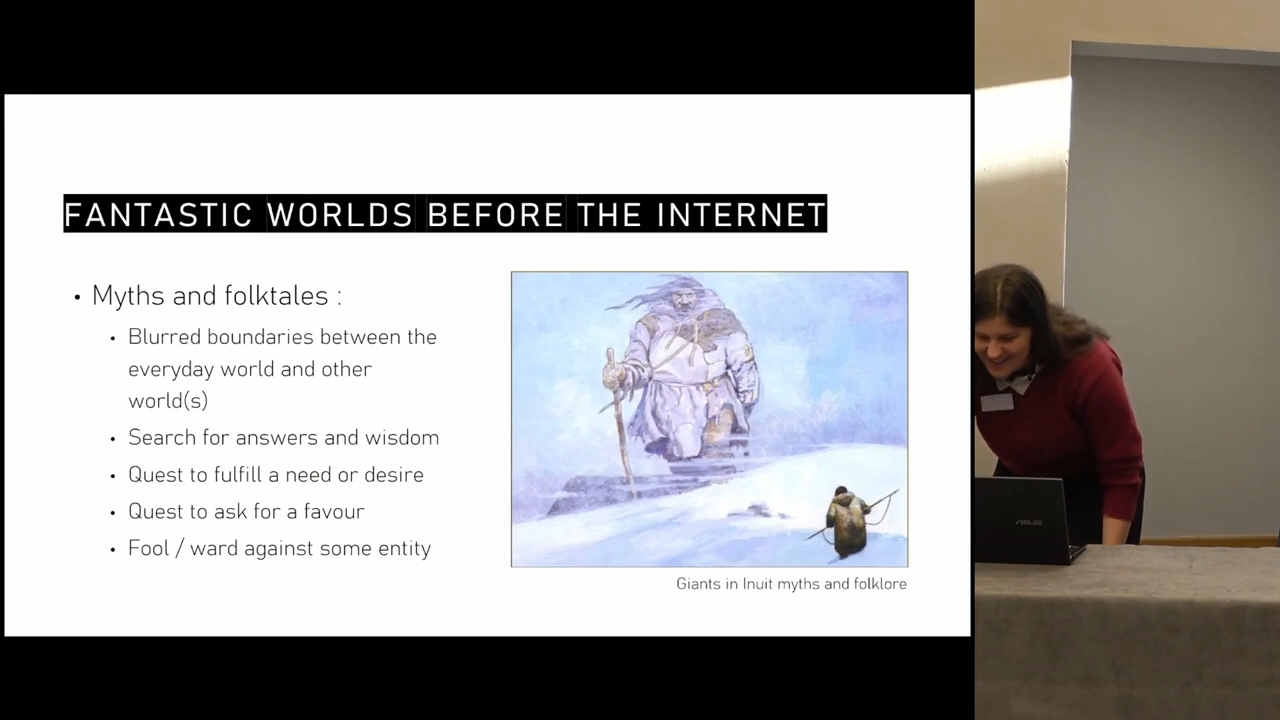 FANTASTIC WORLDS BEFORE THE INTERNET
• Myths and folktales :
• Blurred boundaries between the
everyday world and other
world(s)
• Search for answers and wisdom
• Quest to fulfill a need or desire
• Quest to ask for a favour
• Fool / ward against some entity
Giants in Inuit myths and folklore
ASUS